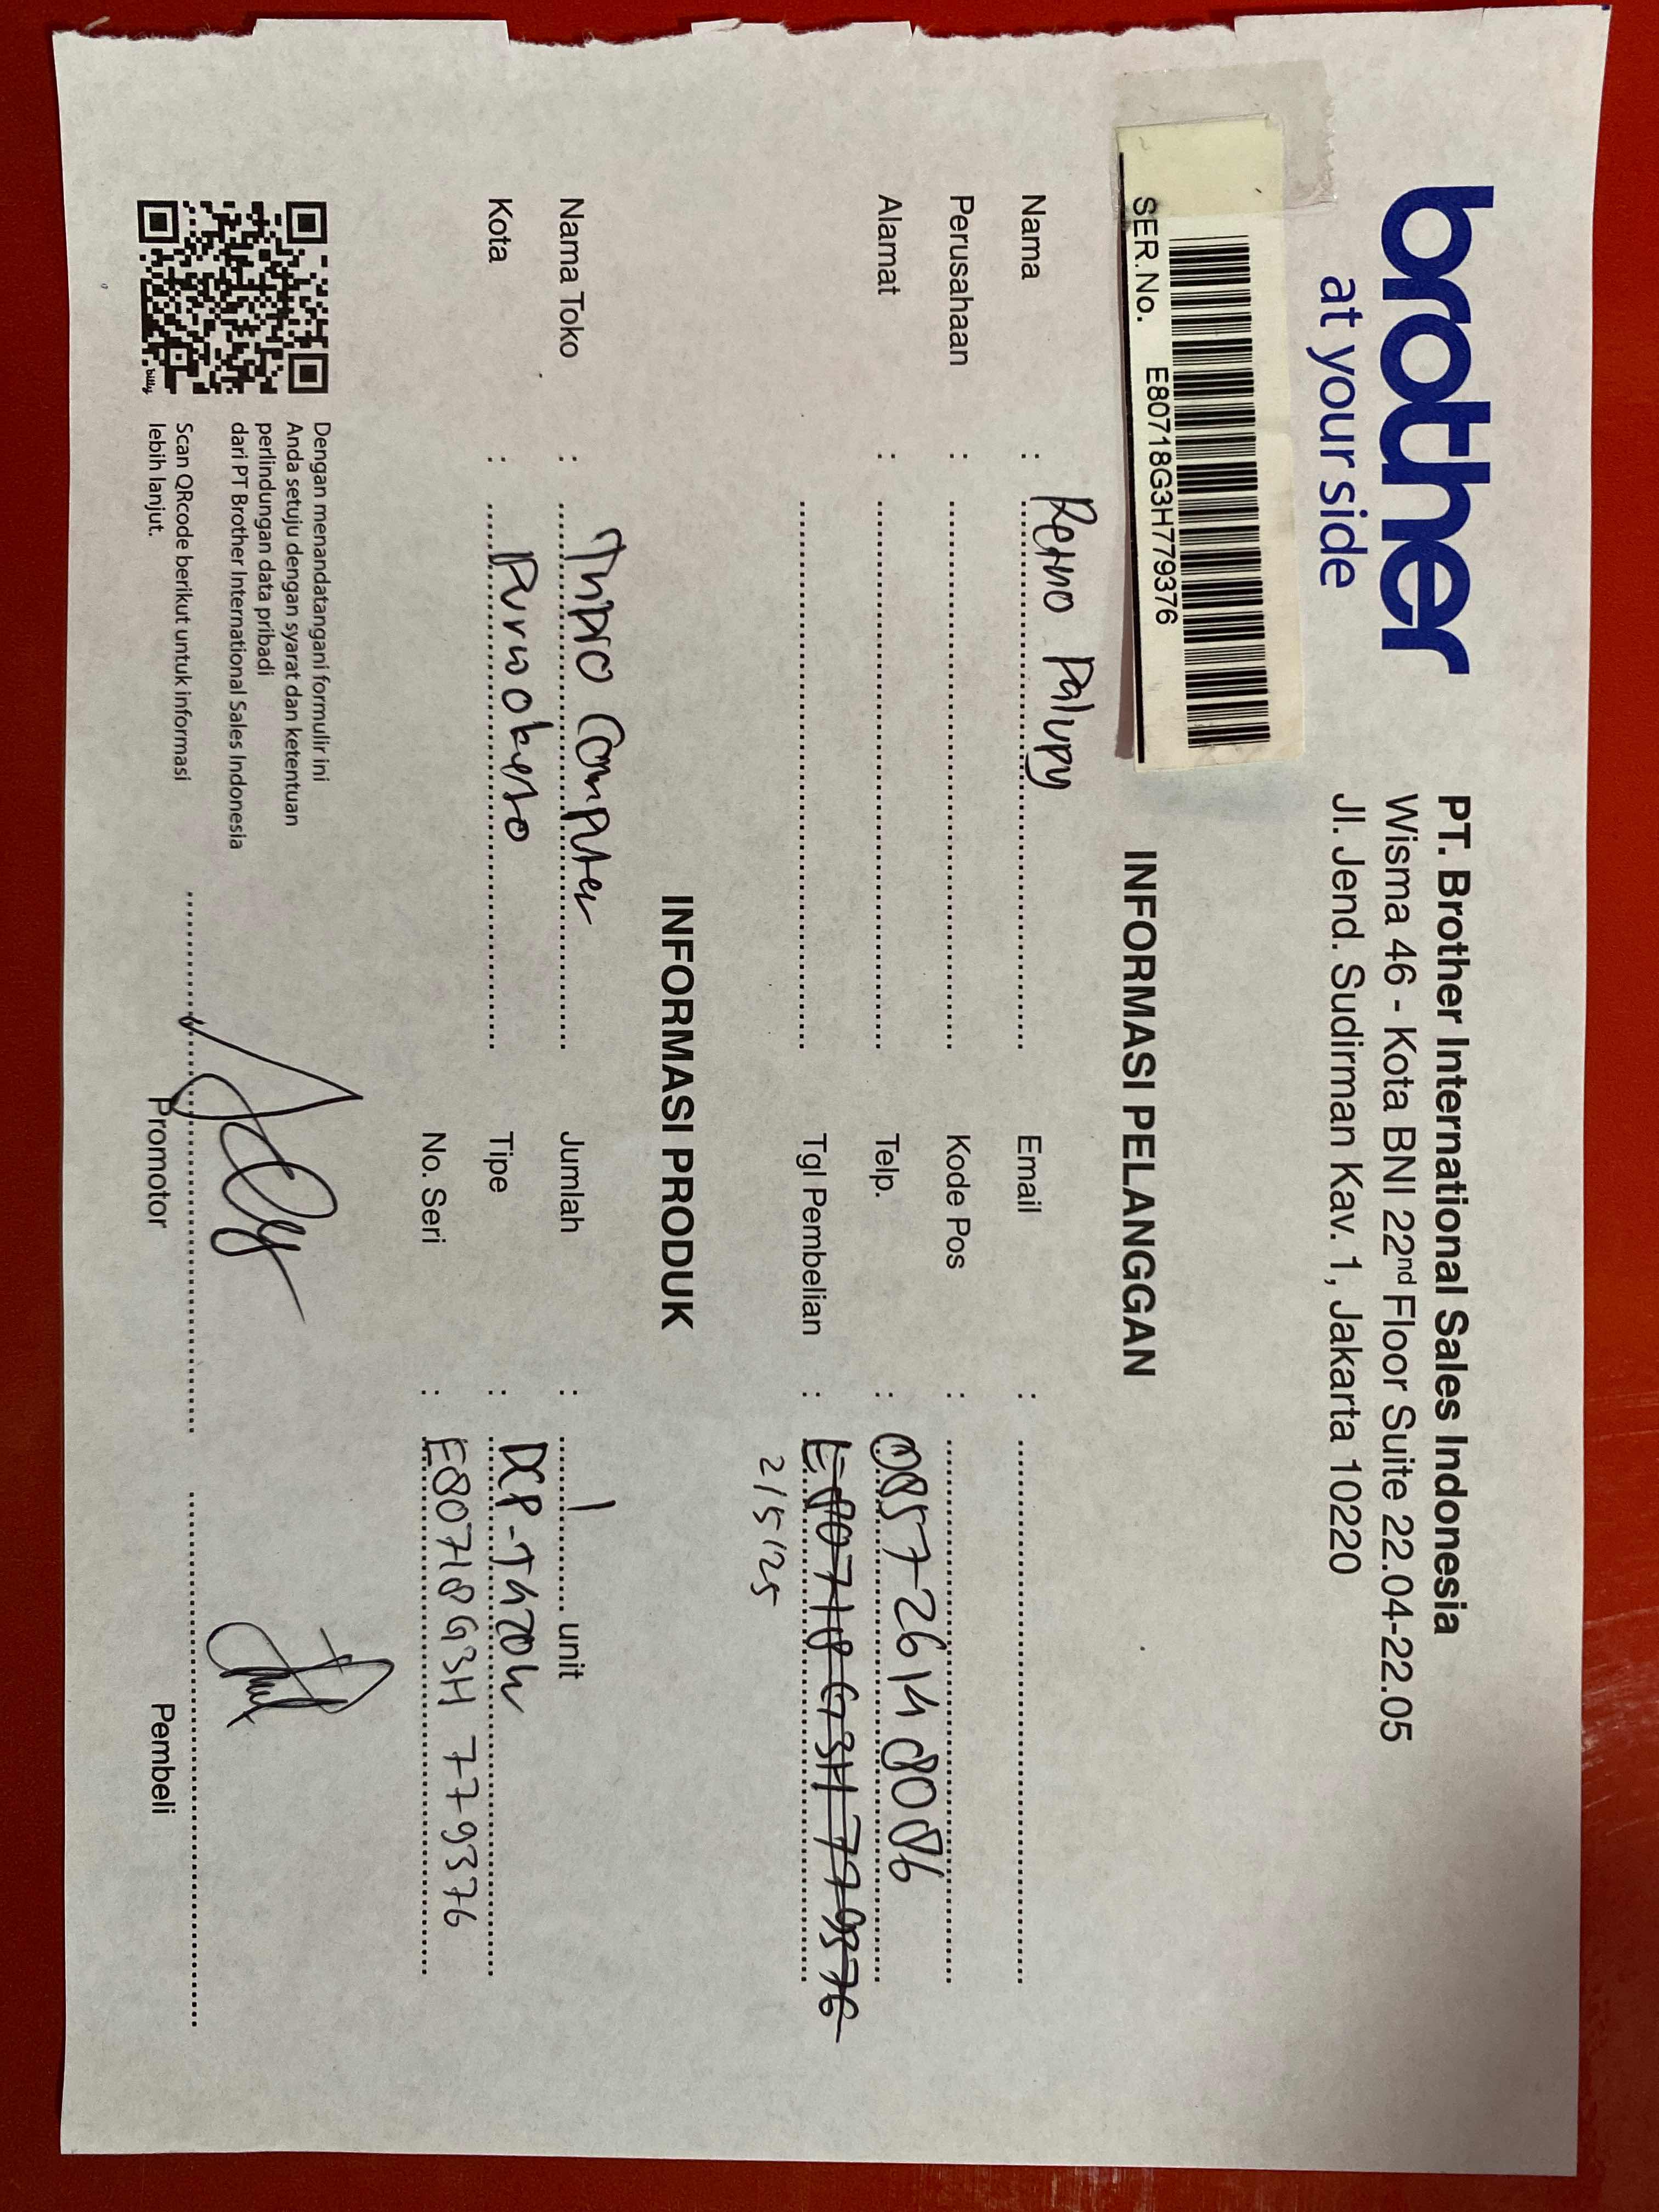 brother
at your side
PT. Brother International Sales Indonesia
Wisma 46 - Kota BNI 22nd Floor Suite 22.04-22.05
Jl. Jend. Sudirman Kav. 1, Jakarta 10220
SER.No. E80718G3H779376
INFORMASI PELANGGAN
Nama : Retno Palupy
Email :
Perusahaan :
Kode Pos :
Alamat :
Telp. : 0857 2614 8086
Tgl Pembelian : E80718G3H779376
2/5/25
INFORMASI PRODUK
Nama Toko : Thipro Computer
Jumlah : 1 unit
Kota : Purwokerto
Tipe : DCP-T420W
No. Seri : E80718G3H779376
Dengan menandatangani formulir ini
Anda setuju dengan syarat dan ketentuan
perlindungan data pribadi
dari PT Brother International Sales Indonesia
Scan QRcode berikut untuk informasi
lebih lanjut.
billy
Promotor
Pembeli